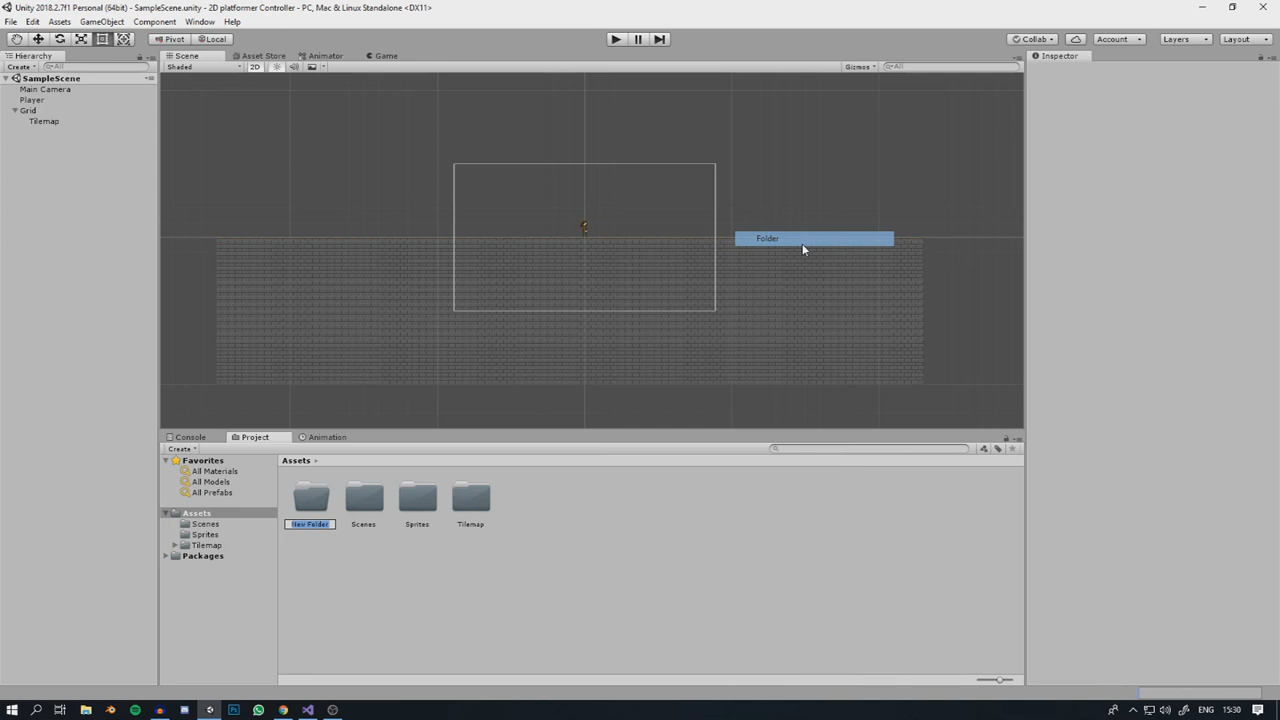 Unity 2018.2.7f1 Personal (64bit) - SampleScene.unity - 2D platformer Controller - PC, Mac & Linux Standalone <DX11>
File Edit Assets GameObject Component Window Help
Pivot Local Collab Account Layers Layout
Hierarchy Scene Asset Store Animator Game Inspector
Create All Shaded 2D Gizmos All
SampleScene
Main Camera
Player
Grid
Tilemap
Folder
Console Project Animation
Create
Favorites Assets
All Materials
All Models
All Prefabs
Assets
Scenes New Folder Scenes Sprites Tilemap
Sprites
Tilemap
Packages
ENG 15:30